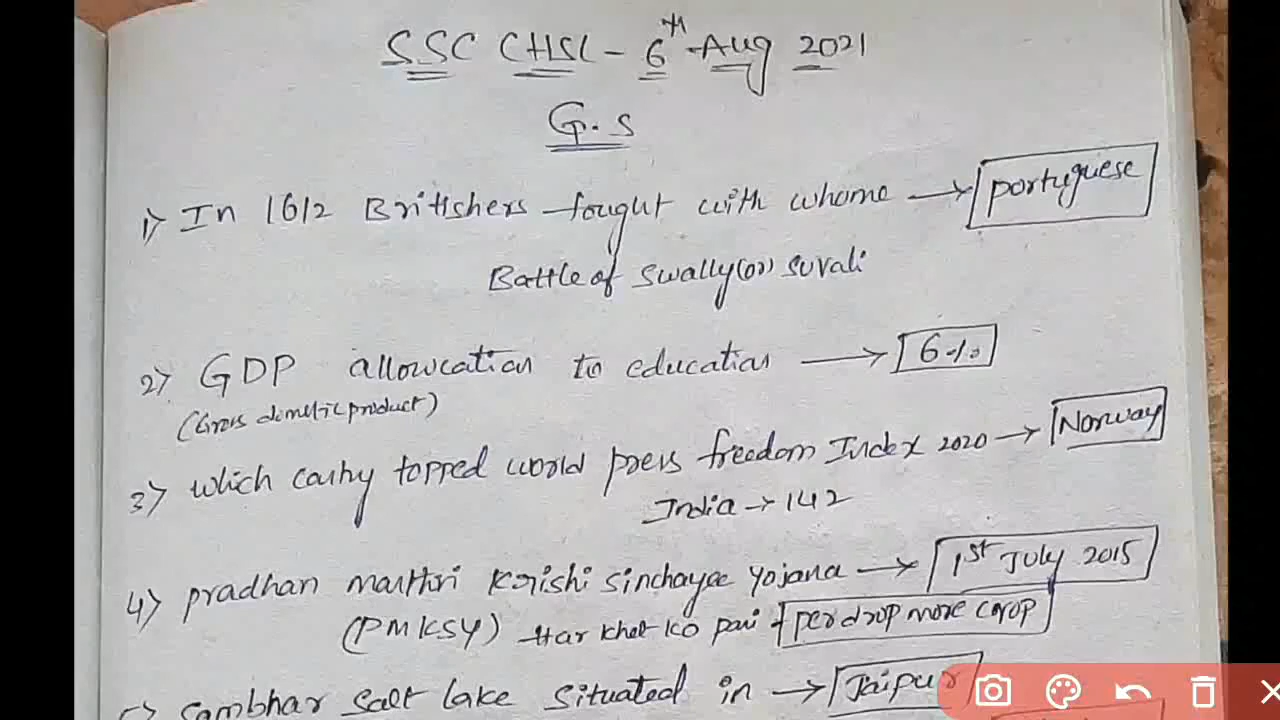 SSC CHSL - 6th Aug 2021
G.S
1) In 1612 Britishers fought with whome → Portuguese
Battle of Swally (or) Suvali
2) GDP allowcation to education → 6%
(Gross dometic product)
3) which couny topped world press freedom Index 2020 → Norway
India → 142
4) pradhan manthri Krishi sinchayee yojana → 1st July 2015
(PMKSY) Har khet ko pani + per drop more crop
5) Sambhar Salt lake situated in → Jaipur